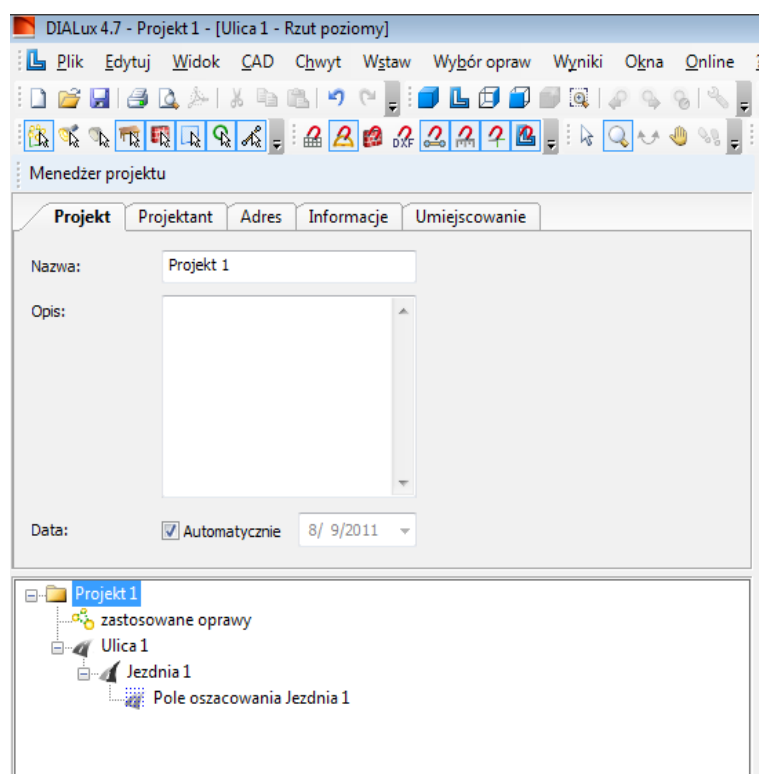 DIALux 4.7 - Projekt 1 - [Ulica 1 - Rzut poziomy]
Plik Edytuj Widok CAD Chwyt Wstaw Wybór opraw Wyniki Okna Online
DXF
Menedżer projektu
Projekt Projektant Adres Informacje Umiejscowanie
Nazwa: Projekt 1
Opis:
Data: Automatycznie 8/ 9/2011
Projekt 1
zastosowane oprawy
Ulica 1
Jezdnia 1
Pole oszacowania Jezdnia 1